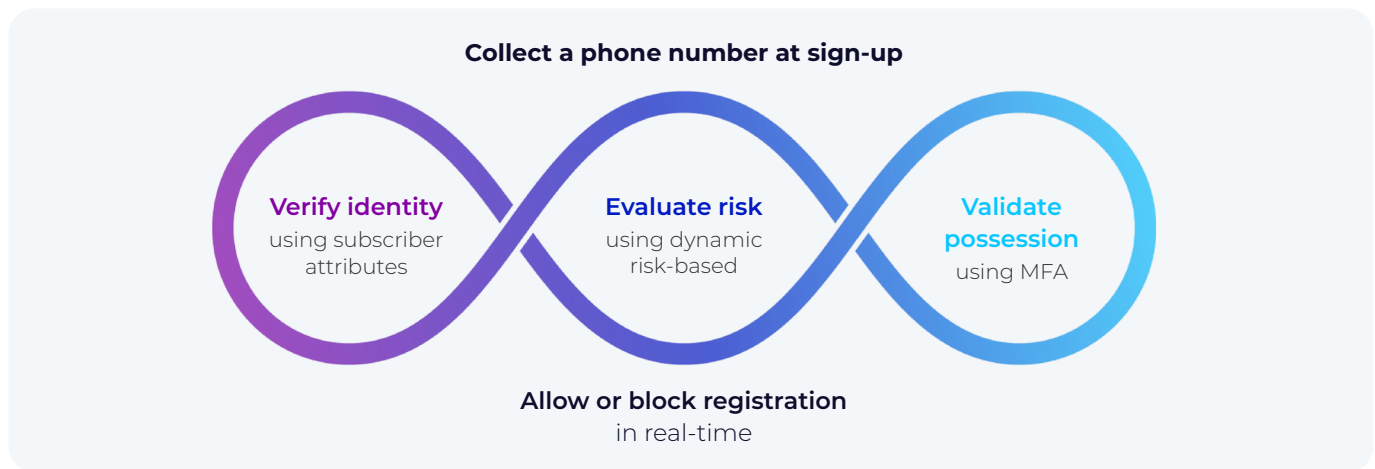 Collect a phone number at sign-up
Verify identity
using subscriber
attributes
Evaluate risk
using dynamic
risk-based
Validate
possession
using MFA
Allow or block registration
in real-time